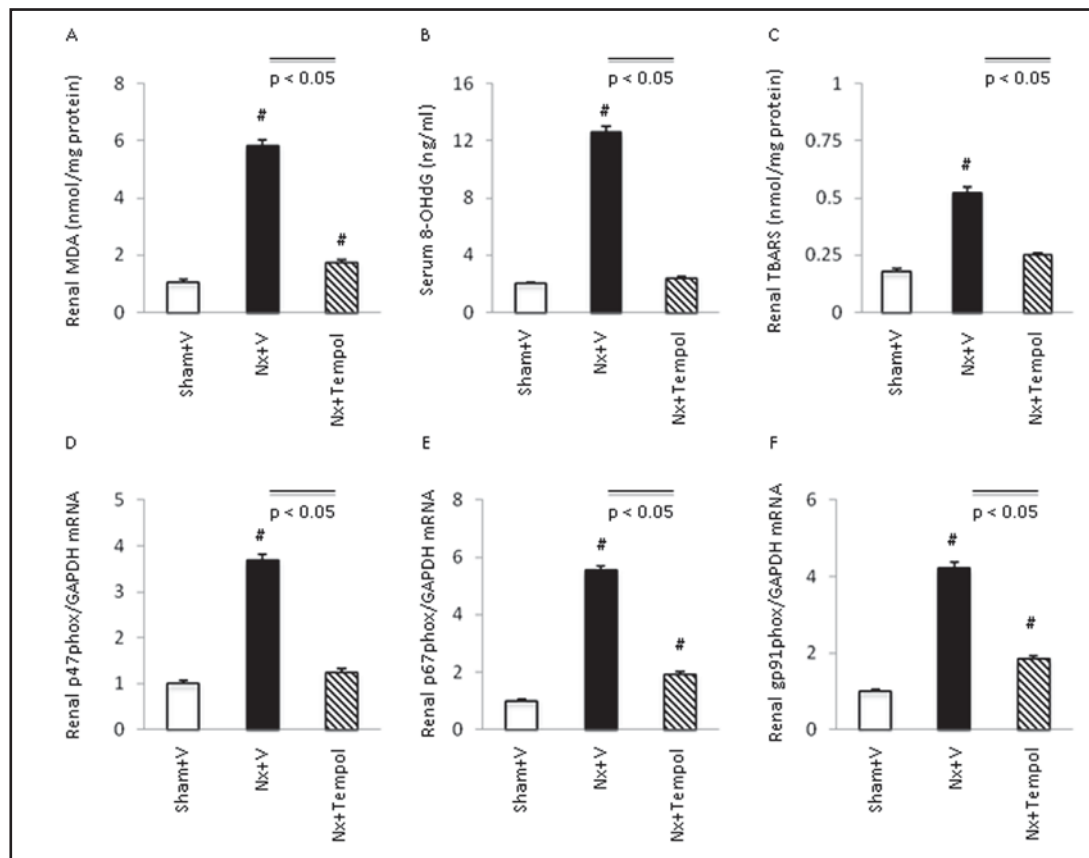 A
p < 0.05
Renal MDA (nmol/mg protein)
8
6
4
2
0
#
#
Sham+V
Nx+V
Nx+Tempol
B
p < 0.05
Serum 8-OHdG (ng/ml)
16
12
8
4
0
#
Sham+V
Nx+V
Nx+Tempol
C
p < 0.05
Renal TBARS (nmol/mg protein)
1
0.75
0.5
0.25
0
#
Sham+V
Nx+V
Nx+Tempol
D
p < 0.05
Renal p47phox/GAPDH mRNA
5
4
3
2
1
0
#
Sham+V
Nx+V
Nx+Tempol
E
p < 0.05
Renal p67phox/GAPDH mRNA
8
6
4
2
0
#
#
Sham+V
Nx+V
Nx+Tempol
F
p < 0.05
Renal gp91phox/GAPDH mRNA
6
4
2
0
#
#
Sham+V
Nx+V
Nx+Tempol